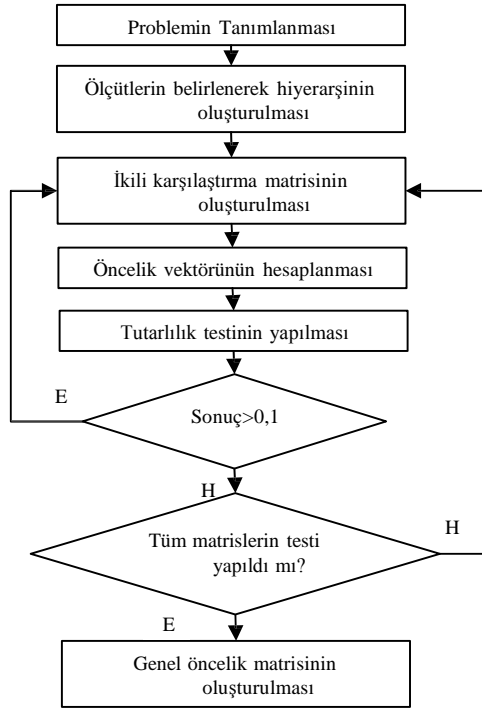 Problemin Tanımlanması
Ölçütlerin belirlenerek hiyerarşinin
oluşturulması
İkili karşılaştırma matrisinin
oluşturulması
Öncelik vektörünün hesaplanması
Tutarlılık testinin yapılması
E
Sonuç>0,1
H
H
Tüm matrislerin testi
yapıldı mı?
E
Genel öncelik matrisinin
oluşturulması